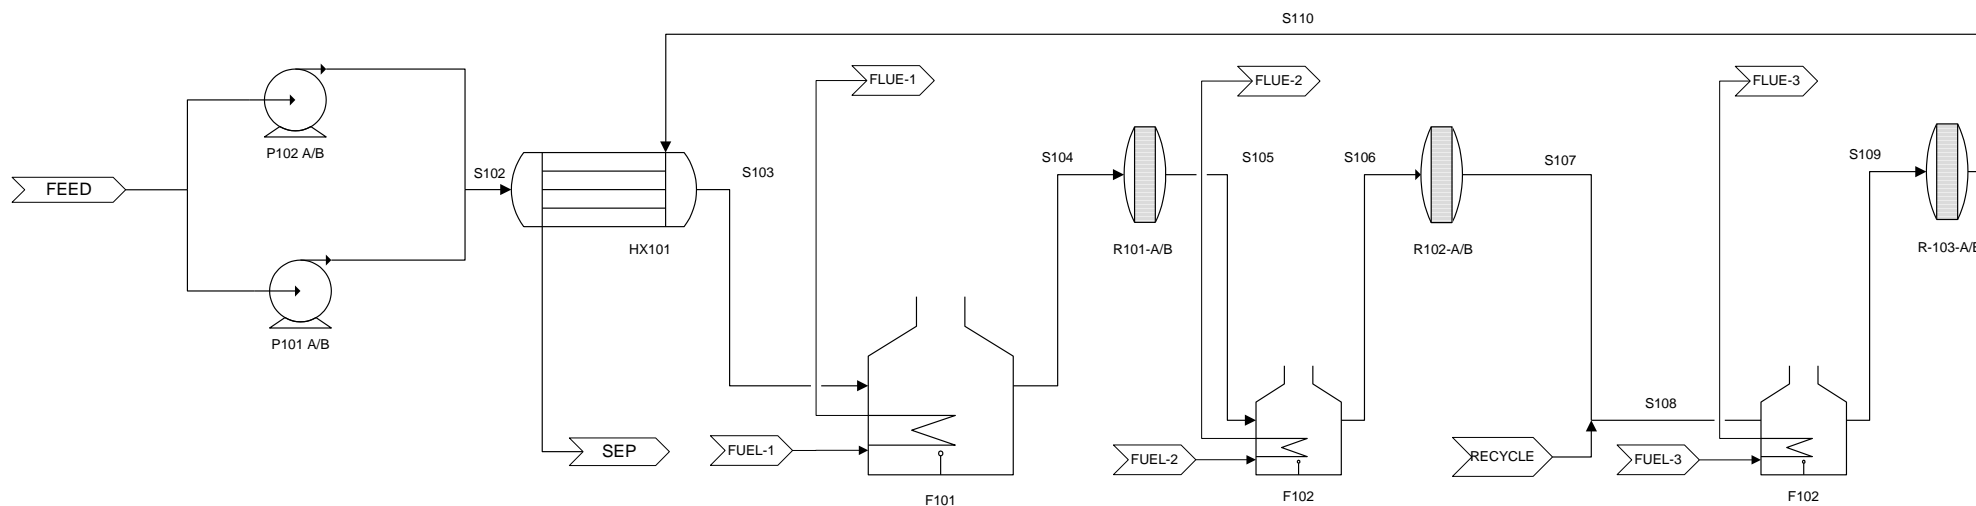 S110
FLUE-1
FLUE-2
FLUE-3
P102 A/B
S102
S103
S104
S105
S106
S107
S109
FEED
HX101
R101-A/B
R102-A/B
R-103-A/B
P101 A/B
S108
SEP
FUEL-1
FUEL-2
RECYCLE
FUEL-3
F101
F102
F102